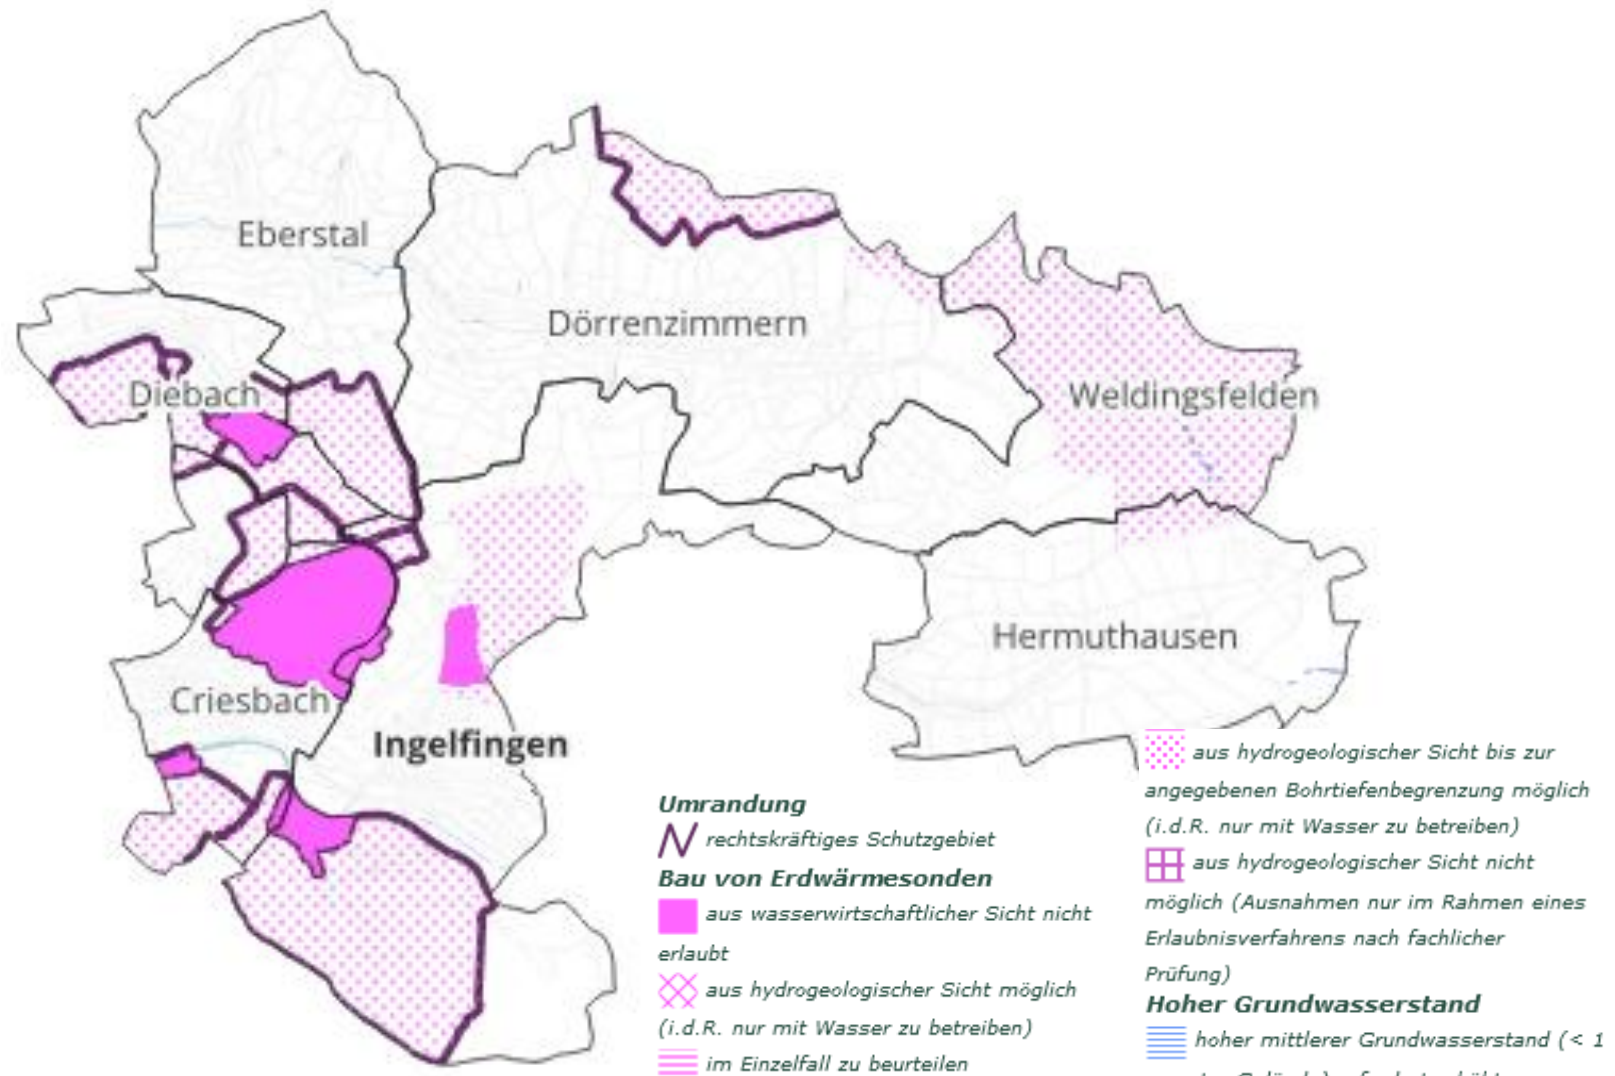 Eberstal
Dörrenzimmern
Diebach
Weldingsfelden
Hermuthausen
Criesbach
Ingelfingen
Umrandung
rechtskräftiges Schutzgebiet
Bau von Erdwärmesonden
aus wasserwirtschaftlicher Sicht nicht
erlaubt
aus hydrogeologischer Sicht möglich
(i.d.R. nur mit Wasser zu betreiben)
im Einzelfall zu beurteilen
aus hydrogeologischer Sicht bis zur
angegebenen Bohrtiefenbegrenzung möglich
(i.d.R. nur mit Wasser zu betreiben)
aus hydrogeologischer Sicht nicht
möglich (Ausnahmen nur im Rahmen eines
Erlaubnisverfahrens nach fachlicher
Prüfung)
Hoher Grundwasserstand
hoher mittlerer Grundwasserstand (< 1